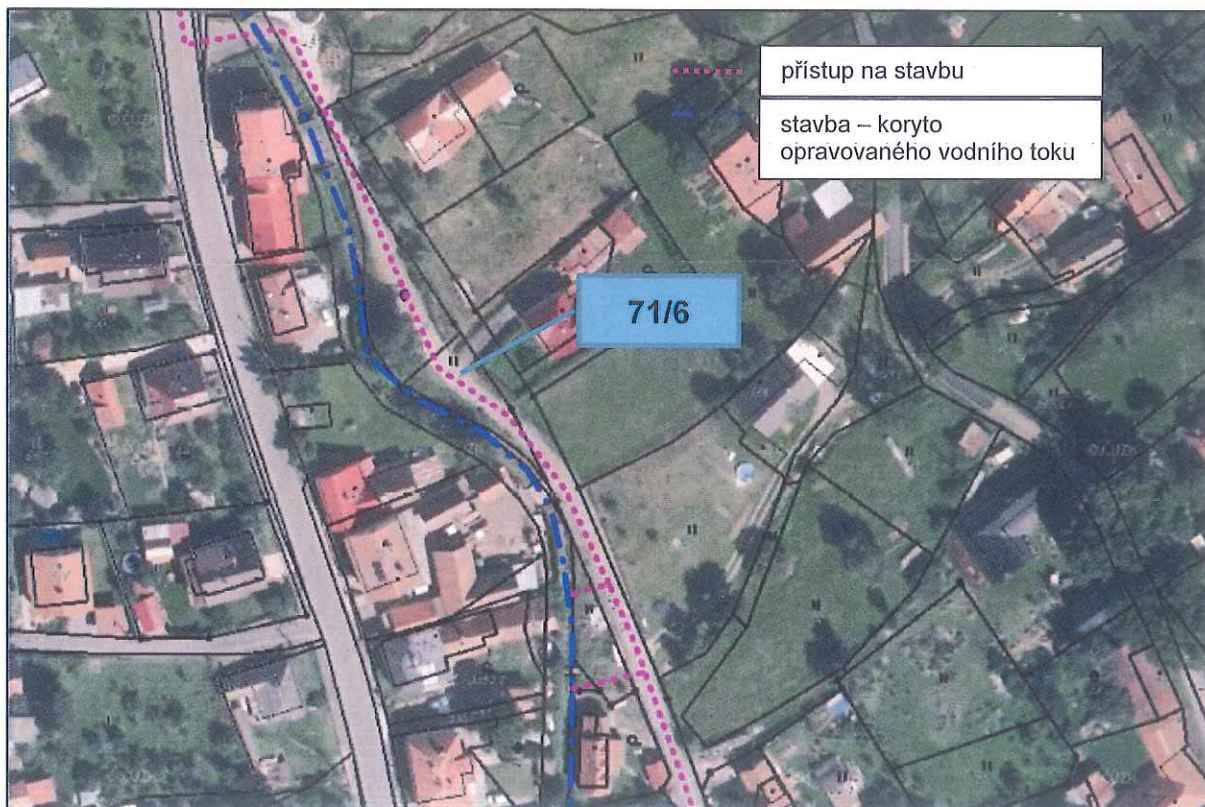 přístup na stavbu
stavba – koryto
opravovaného vodního toku
71/6